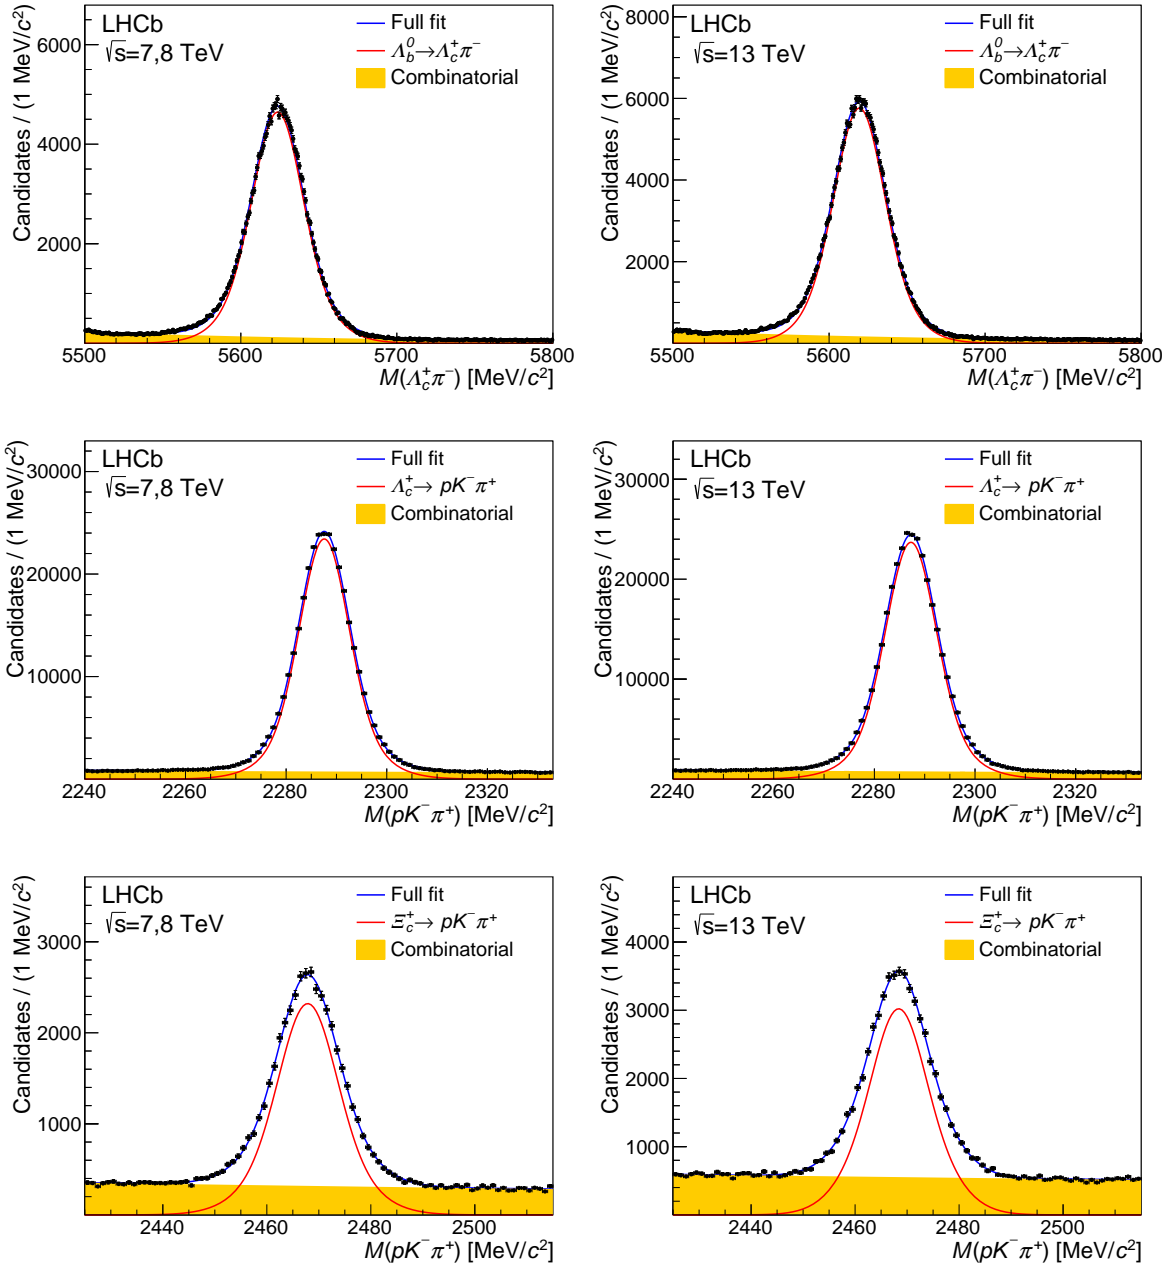 LHCb
√s=7,8 TeV
Full fit
Λb0→Λc+π−
Combinatorial
Candidates / (1 MeV/c2)
6000
4000
2000
5500 5600 5700 5800
M(Λc+π−) [MeV/c2]
LHCb
√s=13 TeV
Full fit
Λb0→Λc+π−
Combinatorial
Candidates / (1 MeV/c2)
8000
6000
4000
2000
5500 5600 5700 5800
M(Λc+π−) [MeV/c2]
LHCb
√s=7,8 TeV
Full fit
Λc+→ pK−π+
Combinatorial
Candidates / (1 MeV/c2)
30000
20000
10000
2240 2260 2280 2300 2320
M(pK−π+) [MeV/c2]
LHCb
√s=13 TeV
Full fit
Λc+→ pK−π+
Combinatorial
Candidates / (1 MeV/c2)
30000
20000
10000
2240 2260 2280 2300 2320
M(pK−π+) [MeV/c2]
LHCb
√s=7,8 TeV
Full fit
Ξc+→ pK−π+
Combinatorial
Candidates / (1 MeV/c2)
3000
2000
1000
2440 2460 2480 2500
M(pK−π+) [MeV/c2]
LHCb
√s=13 TeV
Full fit
Ξc+→ pK−π+
Combinatorial
Candidates / (1 MeV/c2)
4000
3000
2000
1000
2440 2460 2480 2500
M(pK−π+) [MeV/c2]